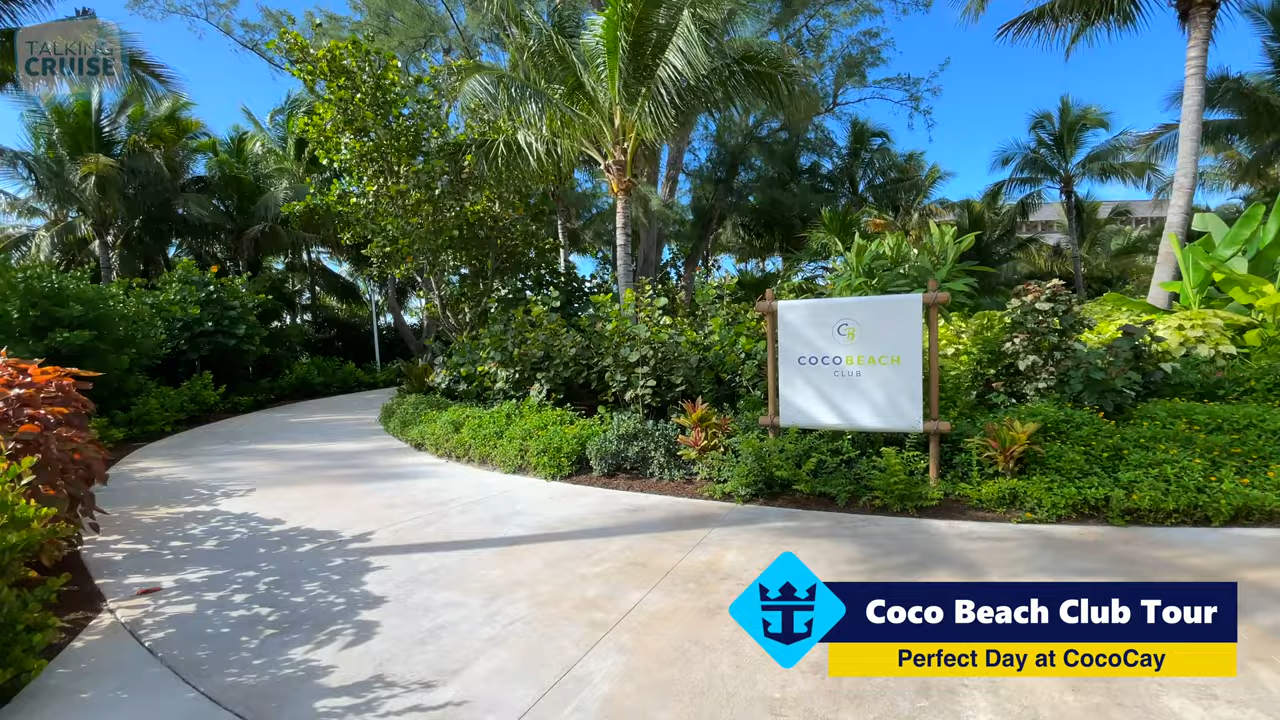 TALKING
CRUISE
CB
COCOBEACH
CLUB
Coco Beach Club Tour
Perfect Day at CocoCay